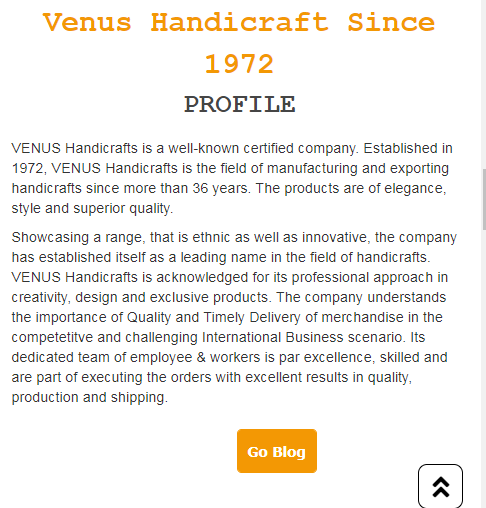 Venus Handicraft Since
1972
PROFILE
VENUS Handicrafts is a well-known certified company. Established in
1972, VENUS Handicrafts is the field of manufacturing and exporting
handicrafts since more than 36 years. The products are of elegance,
style and superior quality.
Showcasing a range, that is ethnic as well as innovative, the company
has established itself as a leading name in the field of handicrafts.
VENUS Handicrafts is acknowledged for its professional approach in
creativity, design and exclusive products. The company understands
the importance of Quality and Timely Delivery of merchandise in the
competetitve and challenging International Business scenario. Its
dedicated team of employee & workers is par excellence, skilled and
are part of executing the orders with excellent results in quality,
production and shipping.
Go Blog